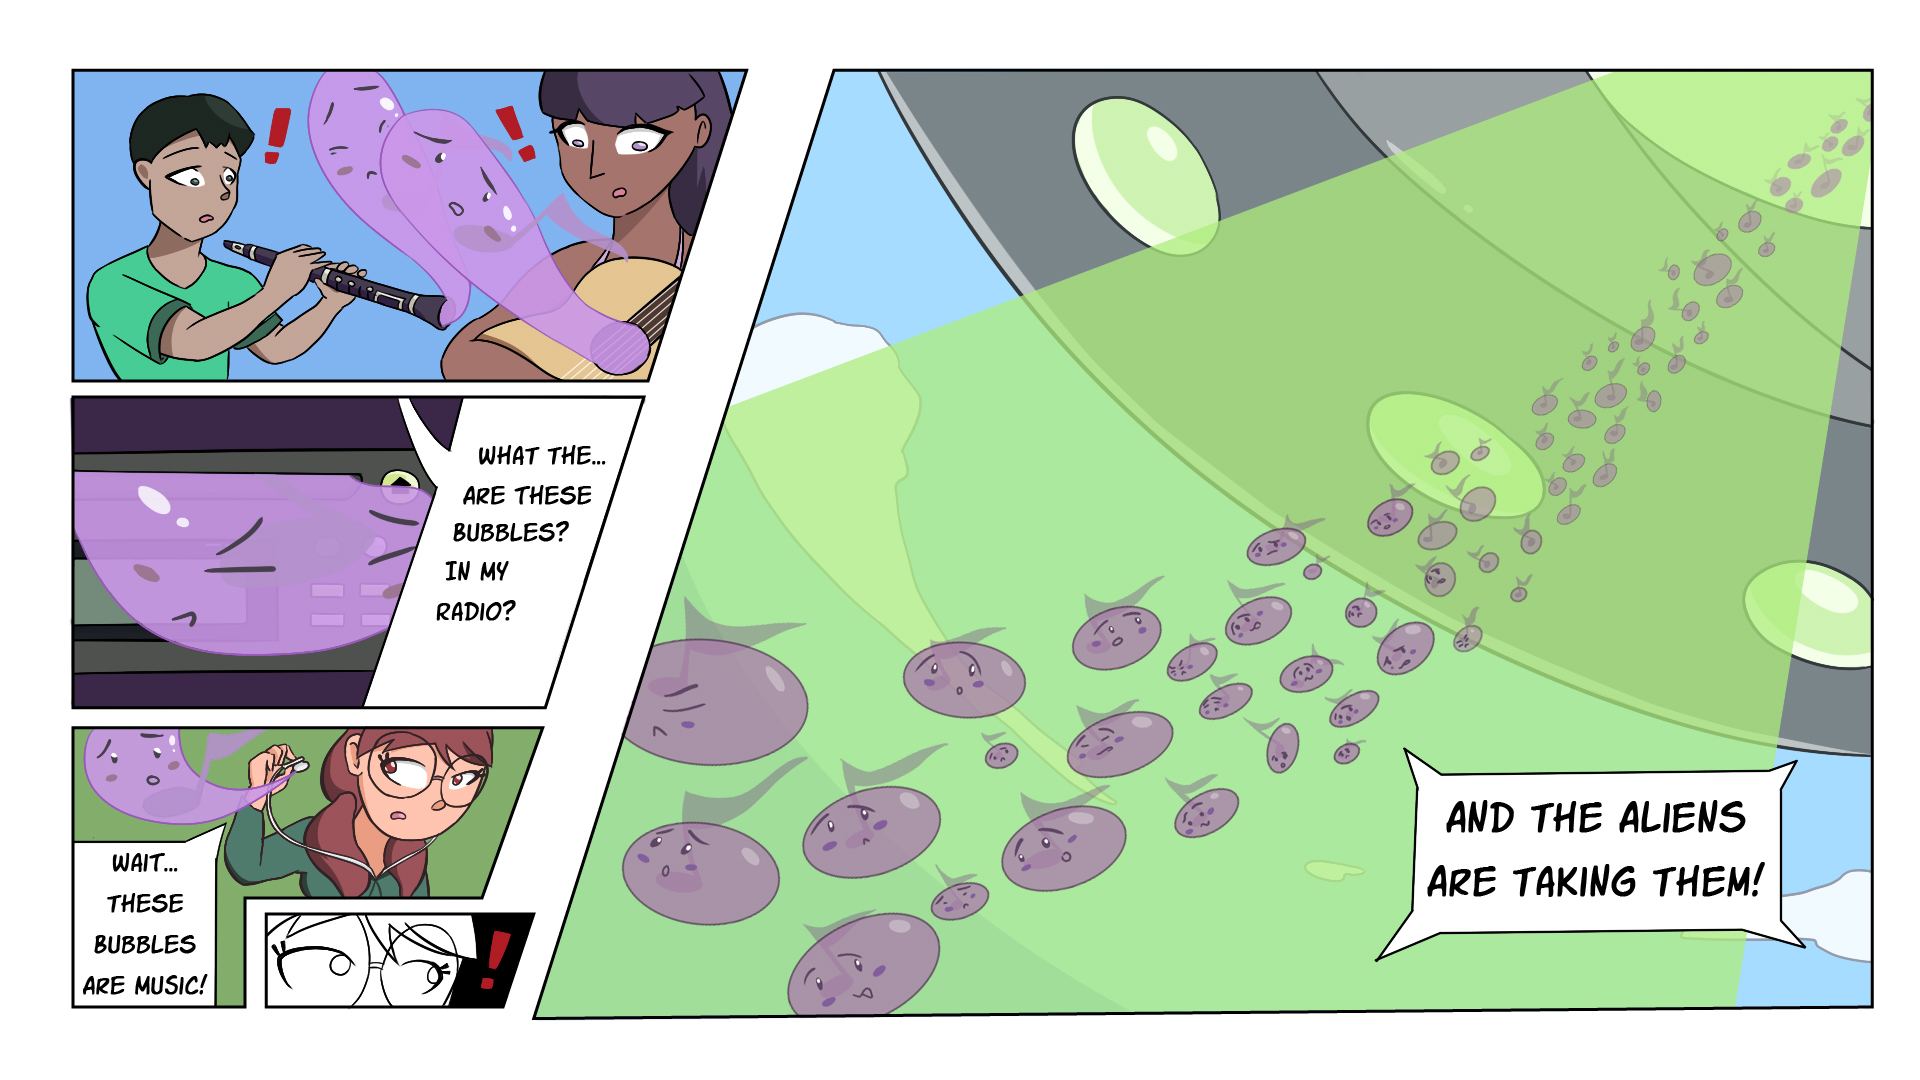 !
!
WHAT THE...
ARE THESE
BUBBLES?
IN MY
RADIO?
WAIT...
THESE
BUBBLES
ARE MUSIC!
!
AND THE ALIENS
ARE TAKING THEM!